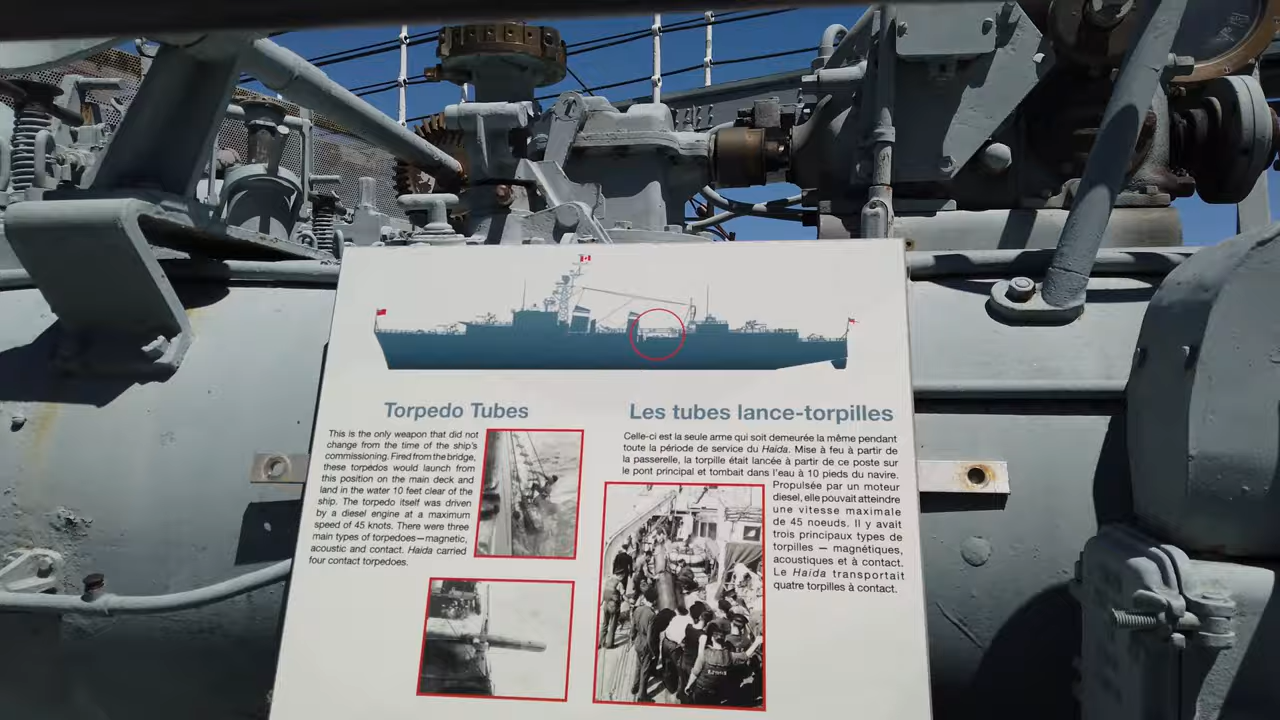 Torpedo Tubes
This is the only weapon that did not
change from the time of the ship's
commissioning. Fired from the bridge,
these torpedos would launch from
this position on the main deck and
land in the water 10 feet clear of the
ship. The torpedo itself was driven
by a diesel engine at a maximum
speed of 45 knots. There were three
main types of torpedoes—magnetic,
acoustic and contact. Haida carried
four contact torpedoes.
Les tubes lance-torpilles
Celle-ci est la seule arme qui soit demeurée la même pendant
toute la période de service du Haida. Mise à feu à partir de
la passerelle, la torpille était lancée à partir de ce poste sur
le pont principal et tombait dans l'eau à 10 pieds du navire.
Propulsée par un moteur
diesel, elle pouvait atteindre
une vitesse maximale
de 45 noeuds. Il y avait
trois principaux types de
torpilles — magnétiques,
acoustiques et à contact.
Le Haida transportait
quatre torpilles à contact.